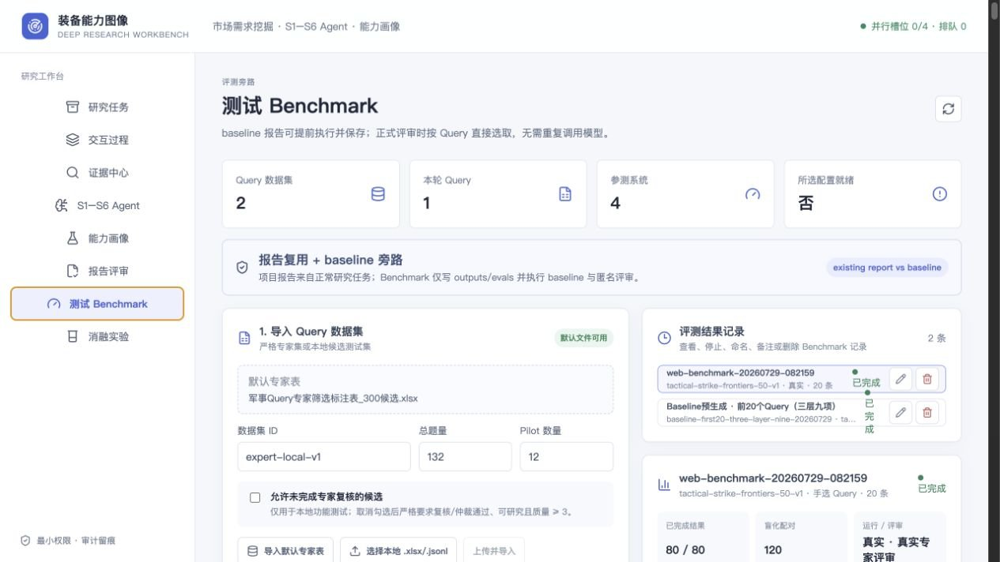 装备能力图像
DEEP RESEARCH WORKBENCH
市场需求挖掘 · S1—S6 Agent · 能力画像
并行槽位 0/4 · 排队 0
研究工作台
研究任务
交互过程
证据中心
S1—S6 Agent
能力画像
报告评审
测试 Benchmark
消融实验
最小权限 · 审计留痕
评测旁路
测试 Benchmark
baseline 报告可提前执行并保存；正式评审时按 Query 直接选取，无需重复调用模型。
Query 数据集
2
本轮 Query
1
参测系统
4
所选配置就绪
否
报告复用 + baseline 旁路
项目报告来自正常研究任务；Benchmark 仅写 outputs/evals 并执行 baseline 与匿名评审。
existing report vs baseline
1. 导入 Query 数据集
严格专家集或本地候选测试集
默认文件可用
默认专家表
军事Query专家筛选标注表_300候选.xlsx
数据集 ID
总题量
Pilot 数量
expert-local-v1
132
12
允许未完成专家复核的候选
仅用于本地功能测试；取消勾选后严格要求复核/仲裁通过、可研究且质量 ≥ 3。
导入默认专家表
选择本地 .xlsx/.jsonl
上传并导入
评测结果记录
查看、停止、命名、备注或删除 Benchmark 记录
2 条
web-benchmark-20260729-082159
tactical-strike-frontiers-50-v1 · 真实 · 20 条
已完成
Baseline预生成 · 前20个Query（三层九项）
baseline-first20-three-layer-nine-20260729 · ta...
已
完
成
web-benchmark-20260729-082159
tactical-strike-frontiers-50-v1 · 手选 Query · 20 条
已完成
已完成结果
80 / 80
盲化配对
120
运行 / 评审
真实 · 真实专
家评审